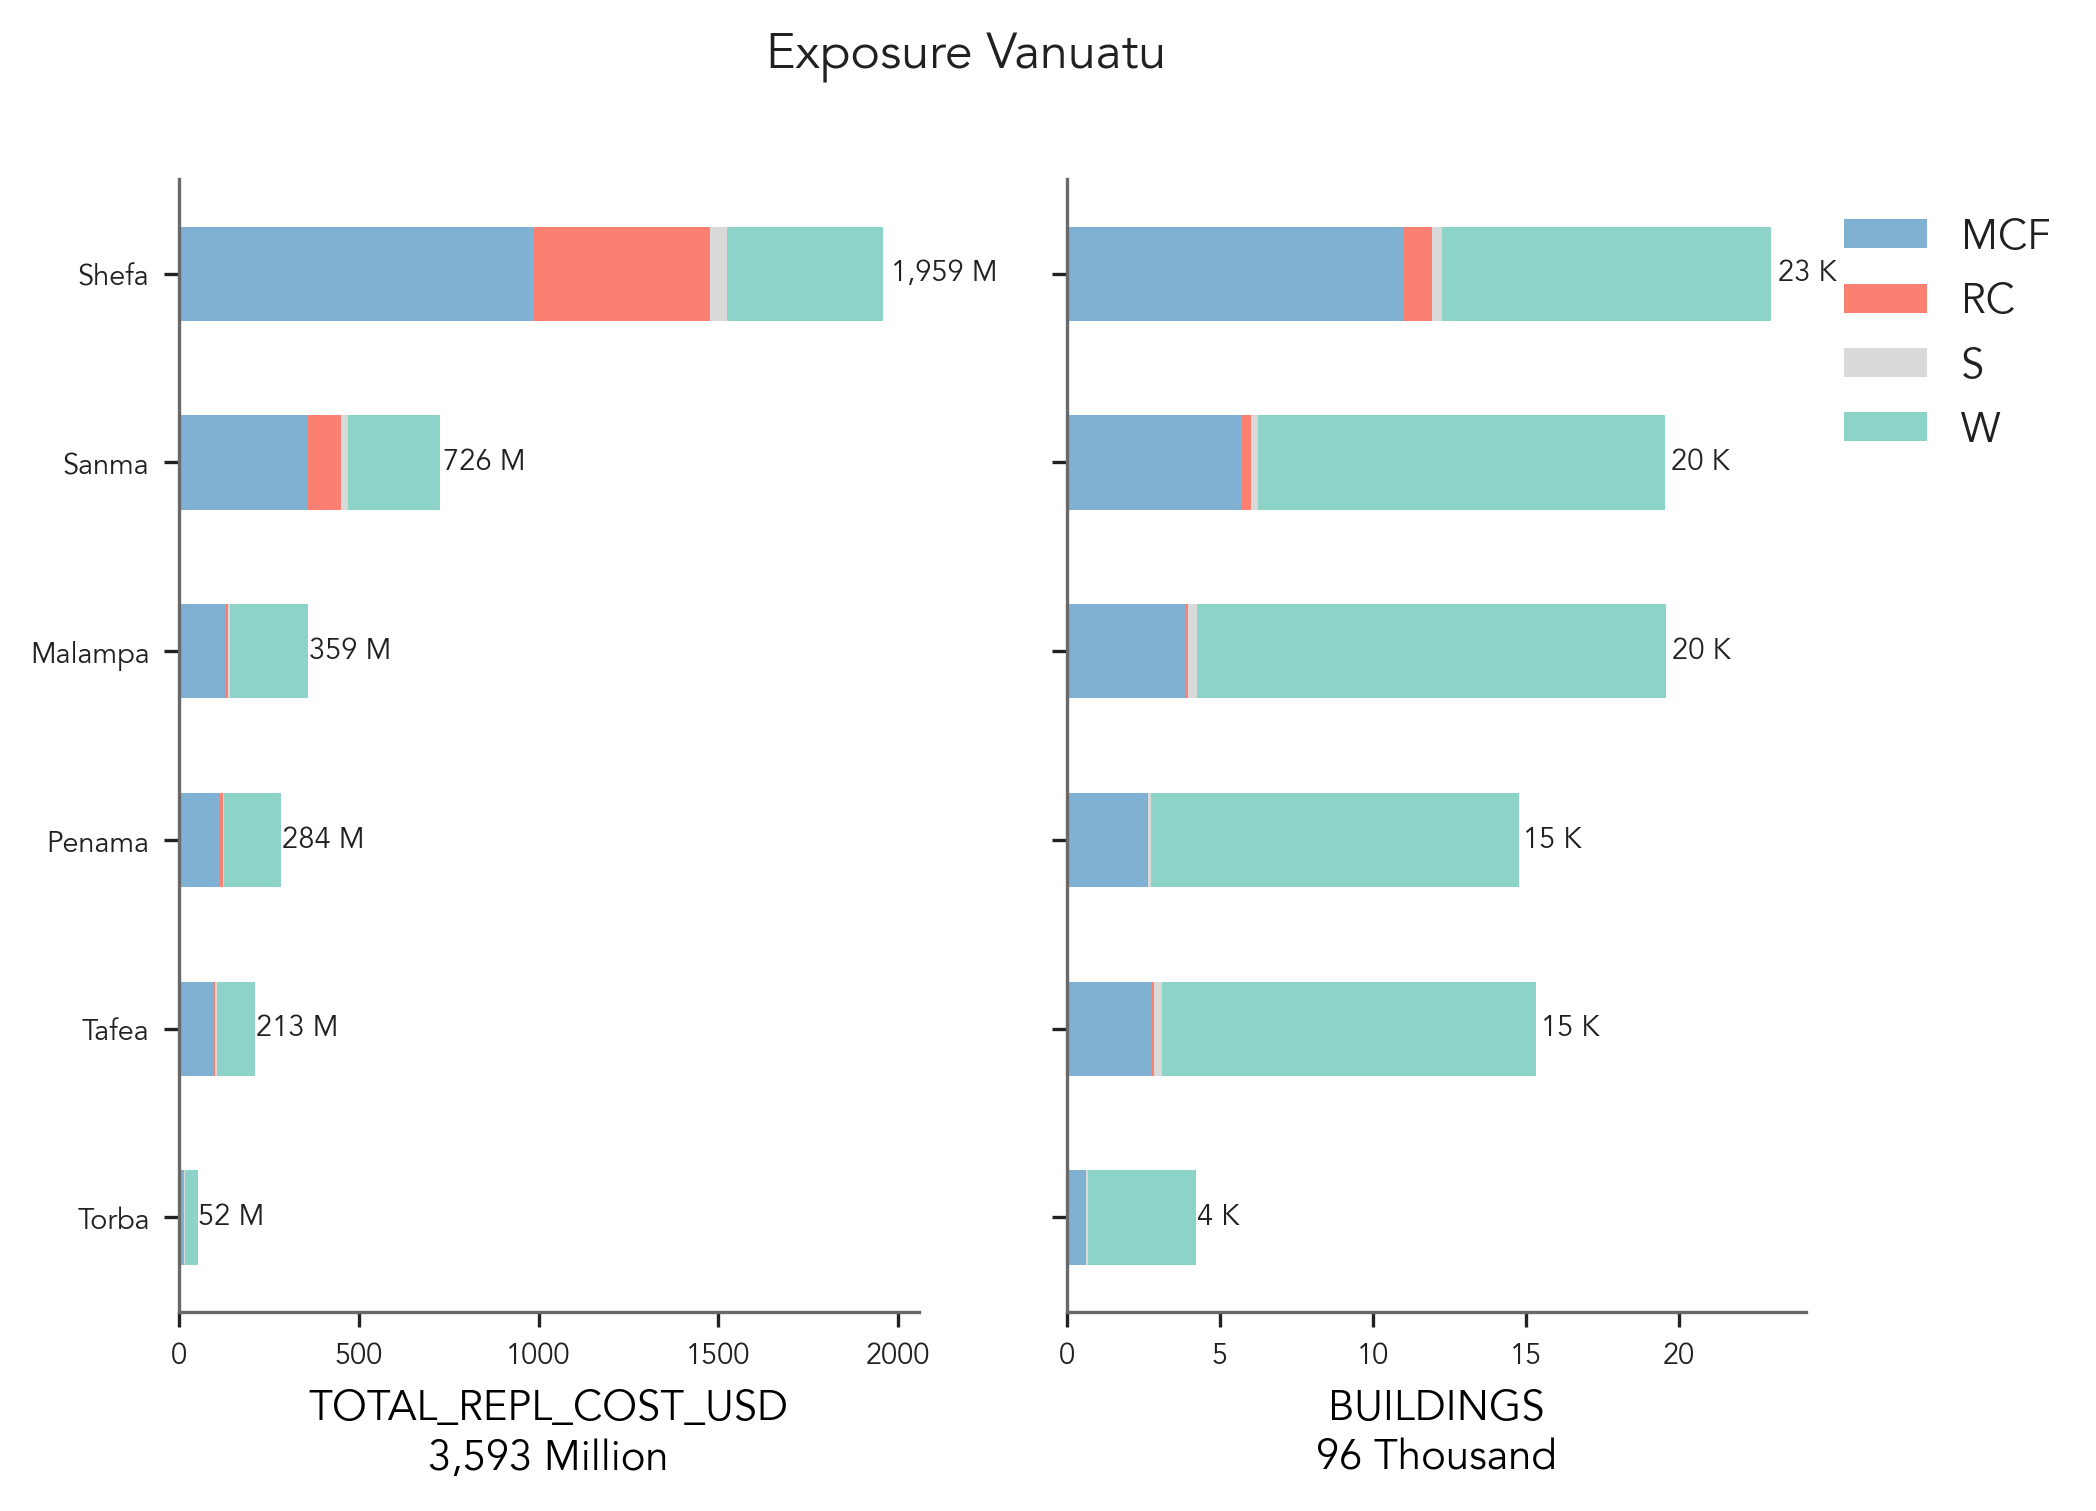 Exposure Vanuatu
Shefa
1,959 M
Sanma
726 M
Malampa
359 M
Penama
284 M
Tafea
213 M
Torba
52 M
0 500 1000 1500 2000
TOTAL_REPL_COST_USD
3,593 Million
23 K
20 K
20 K
15 K
15 K
4 K
0 5 10 15 20
BUILDINGS
96 Thousand
MCF
RC
S
W